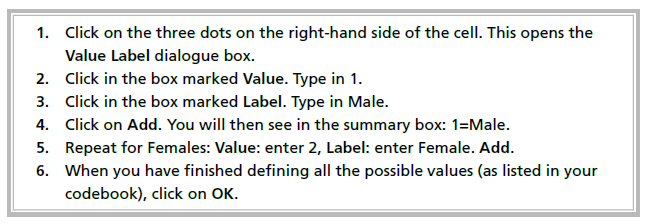 1. Click on the three dots on the right-hand side of the cell. This opens the
Value Label dialogue box.
2. Click in the box marked Value. Type in 1.
3. Click in the box marked Label. Type in Male.
4. Click on Add. You will then see in the summary box: 1=Male.
5. Repeat for Females: Value: enter 2, Label: enter Female. Add.
6. When you have finished defining all the possible values (as listed in your
codebook), click on OK.